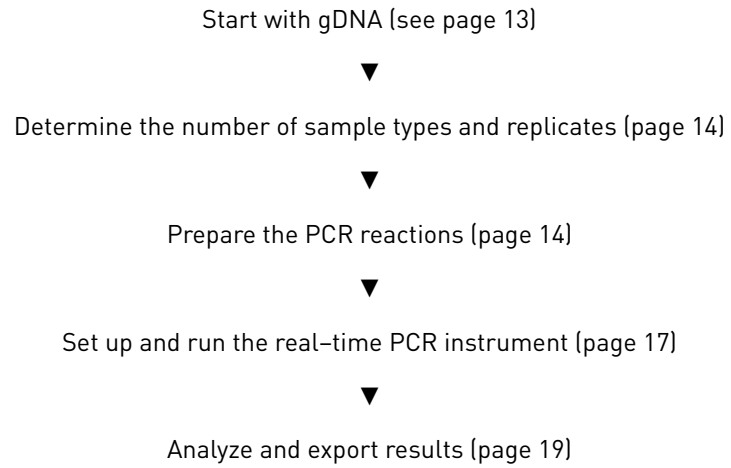 Start with gDNA (see page 13)
▼
Determine the number of sample types and replicates (page 14)
▼
Prepare the PCR reactions (page 14)
▼
Set up and run the real–time PCR instrument (page 17)
▼
Analyze and export results (page 19)